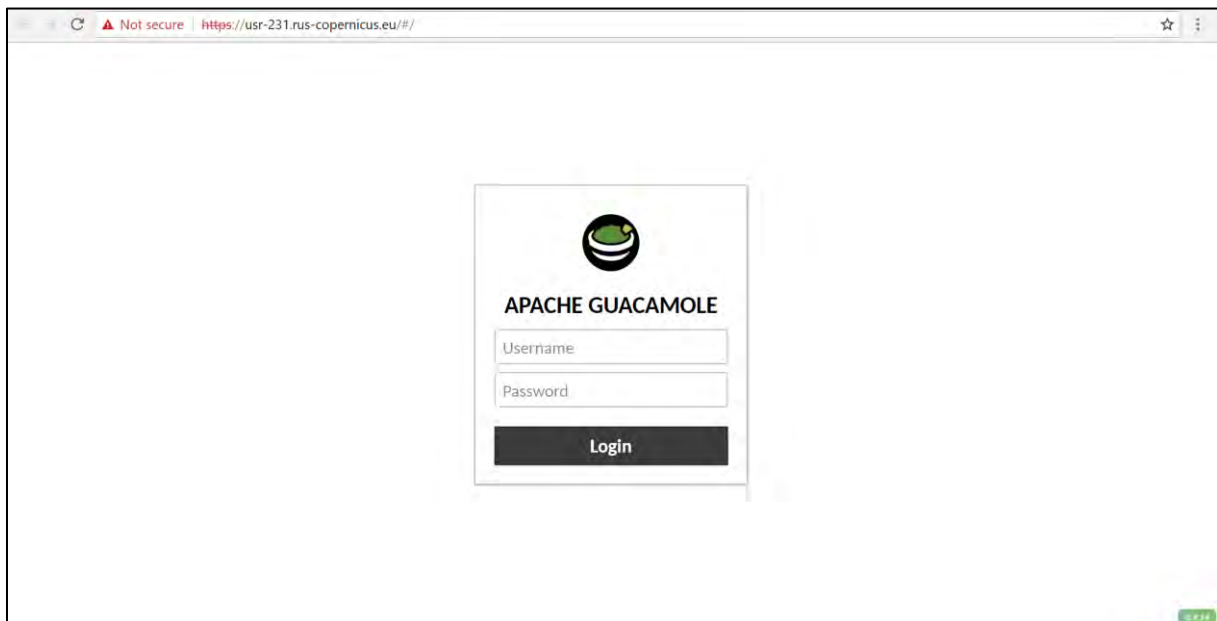 Not secure https://usr-231.rus-copernicus.eu/#/
APACHE GUACAMOLE
Username
Password
Login